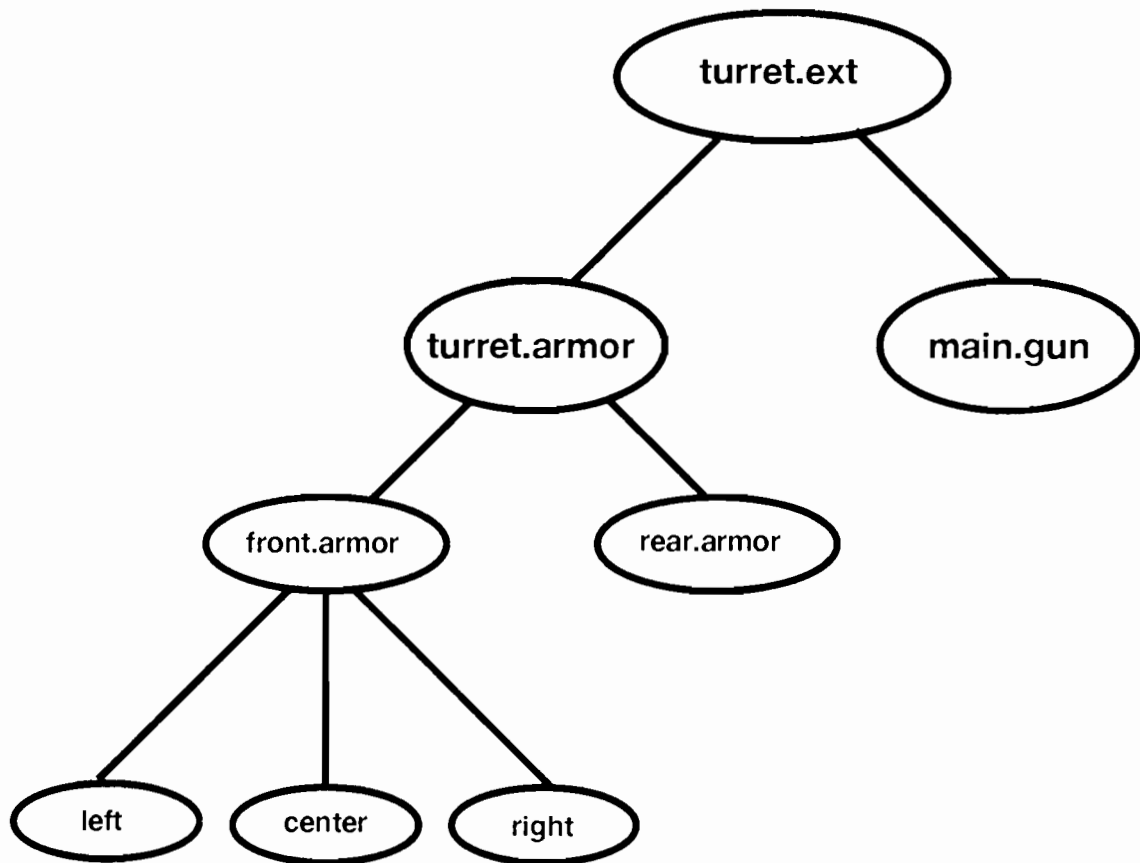 turret.ext
turret.armor
main.gun
front.armor
rear.armor
left
center
right